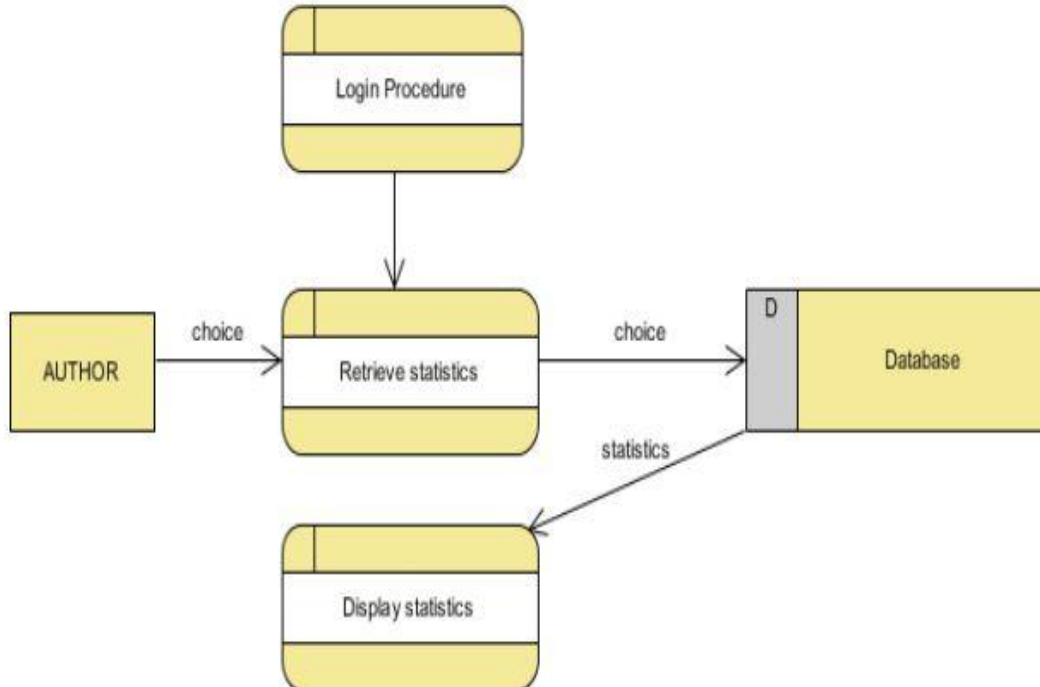 Login Procedure
AUTHOR
choice
Retrieve statistics
choice
D
Database
statistics
Display statistics